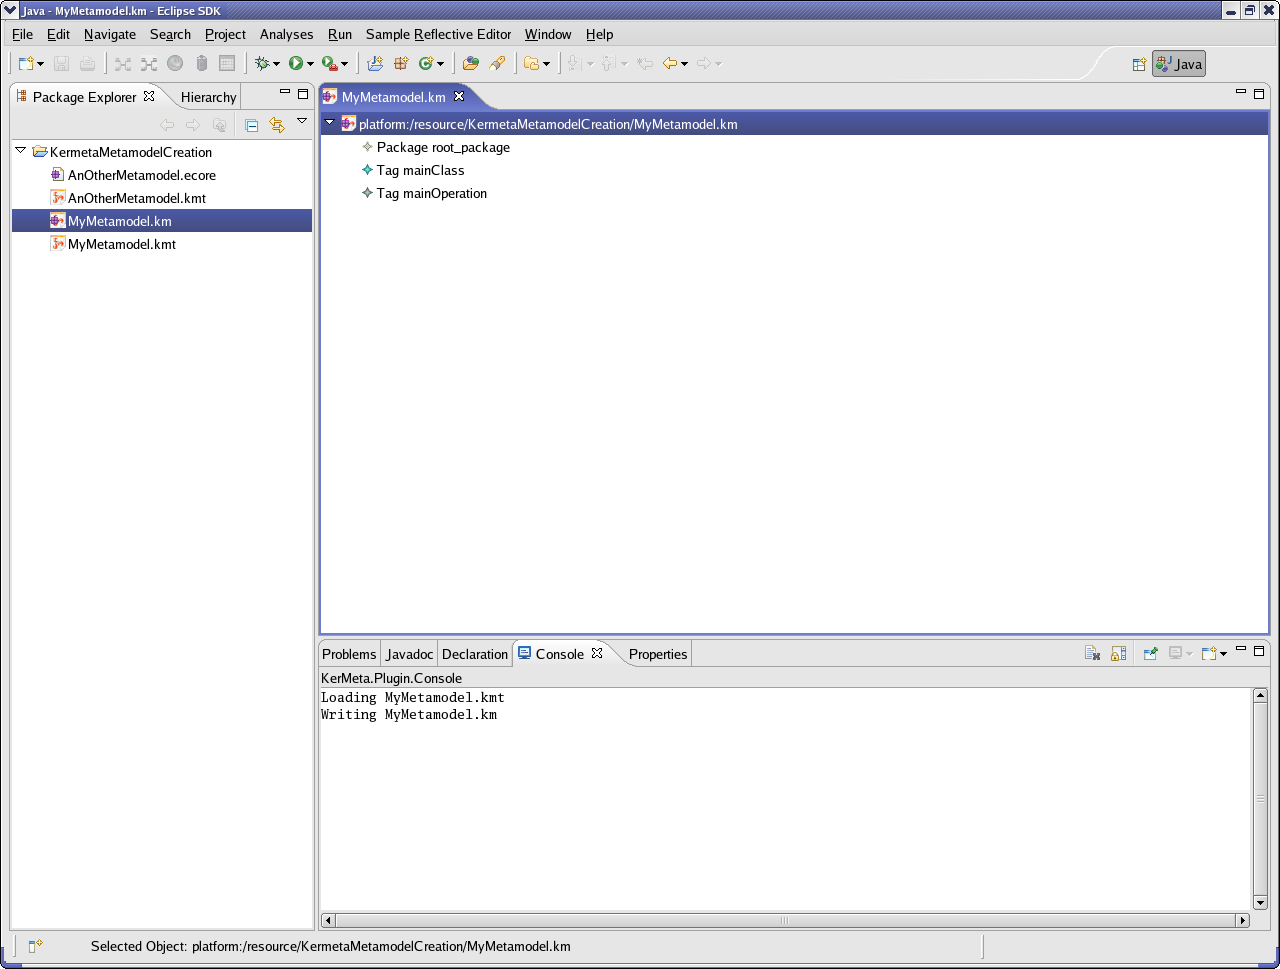 Java - MyMetamodel.km - Eclipse SDK
File Edit Navigate Search Project Analyses Run Sample Reflective Editor Window Help
Java
Package Explorer Hierarchy
KermetaMetamodelCreation
AnOtherMetamodel.ecore
AnOtherMetamodel.kmt
MyMetamodel.km
MyMetamodel.kmt
MyMetamodel.km
platform:/resource/KermetaMetamodelCreation/MyMetamodel.km
Package root_package
Tag mainClass
Tag mainOperation
Problems Javadoc Declaration Console Properties
KerMeta.Plugin.Console
Loading MyMetamodel.kmt
Writing MyMetamodel.km
Selected Object: platform:/resource/KermetaMetamodelCreation/MyMetamodel.km